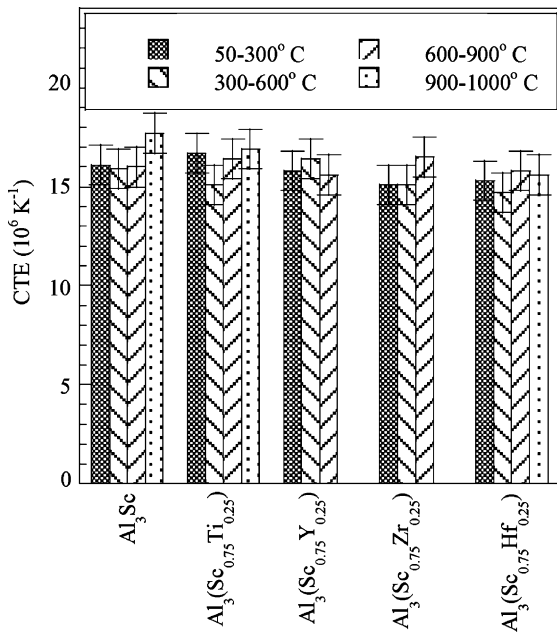 50-300° C
600-900° C
300-600° C
900-1000° C
20
15
10
5
0
CTE (10⁶ K⁻¹)
Al₃Sc
Al₃(Sc₀.₇₅Ti₀.₂₅)
Al₃(Sc₀.₇₅Y₀.₂₅)
Al₃(Sc₀.₇₅Zr₀.₂₅)
Al₃(Sc₀.₇₅Hf₀.₂₅)